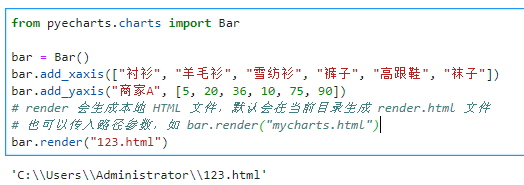 from pyecharts.charts import Bar
bar = Bar()
bar.add_xaxis(["衬衫", "羊毛衫", "雪纺衫", "裤子", "高跟鞋", "袜子"])
bar.add_yaxis("商家A", [5, 20, 36, 10, 75, 90])
# render 会生成本地 HTML 文件，默认会在当前目录生成 render.html 文件
# 也可以传入路径参数，如 bar.render("mycharts.html")
bar.render("123.html")
'C:\\Users\\Administrator\\123.html'